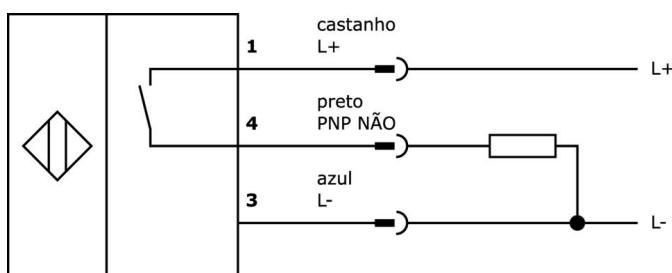 castanho
1 L+
L+
preto
4 PNP NÃO
azul
3 L-
L-